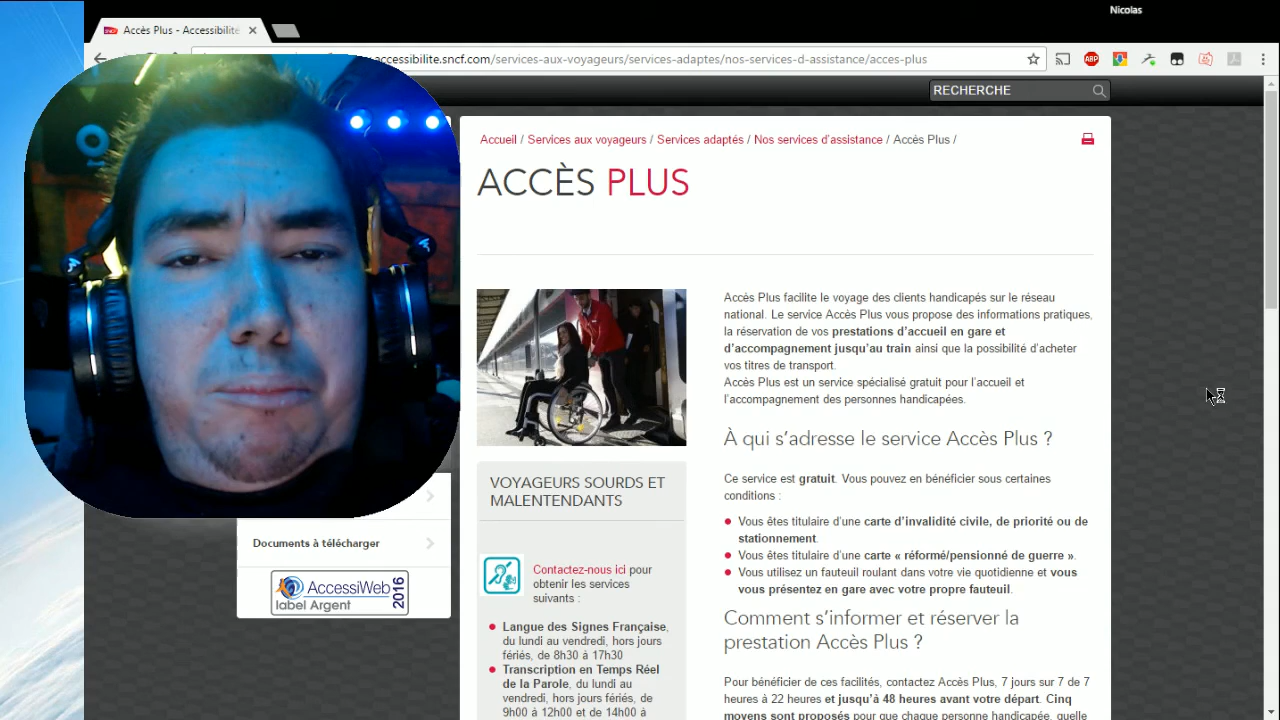 Nicolas
Accès Plus - Accessibilité
accessibilite.sncf.com/services-aux-voyageurs/services-adaptes/nos-services-d-assistance/acces-plus
ABP
RECHERCHE
Accueil / Services aux voyageurs / Services adaptés / Nos services d'assistance / Accès Plus /
ACCÈS PLUS
Accès Plus facilite le voyage des clients handicapés sur le réseau
national. Le service Accès Plus vous propose des informations pratiques,
la réservation de vos prestations d'accueil en gare et
d'accompagnement jusqu'au train ainsi que la possibilité d'acheter
vos titres de transport.
Accès Plus est un service spécialisé gratuit pour l'accueil et
l'accompagnement des personnes handicapées.
À qui s'adresse le service Accès Plus ?
Ce service est gratuit. Vous pouvez en bénéficier sous certaines
conditions :
Vous êtes titulaire d'une carte d'invalidité civile, de priorité ou de
stationnement.
Vous êtes titulaire d'une carte « réformé/pensionné de guerre ».
Vous utilisez un fauteuil roulant dans votre vie quotidienne et vous
vous présentez en gare avec votre propre fauteuil.
Comment s'informer et réserver la
prestation Accès Plus ?
Pour bénéficier de ces facilités, contactez Accès Plus, 7 jours sur 7 de 7
heures à 22 heures et jusqu'à 48 heures avant votre départ. Cinq
moyens sont proposés pour que chaque personne handicapée, quelle
VOYAGEURS SOURDS ET
MALENTENDANTS
Contactez-nous ici pour
obtenir les services
suivants :
Langue des Signes Française,
du lundi au vendredi, hors jours
fériés, de 8h30 à 17h30
Transcription en Temps Réel
de la Parole, du lundi au
vendredi, hors jours fériés, de
9h00 à 12h00 et de 14h00 à
Documents à télécharger
AccessiWeb
label Argent
2016